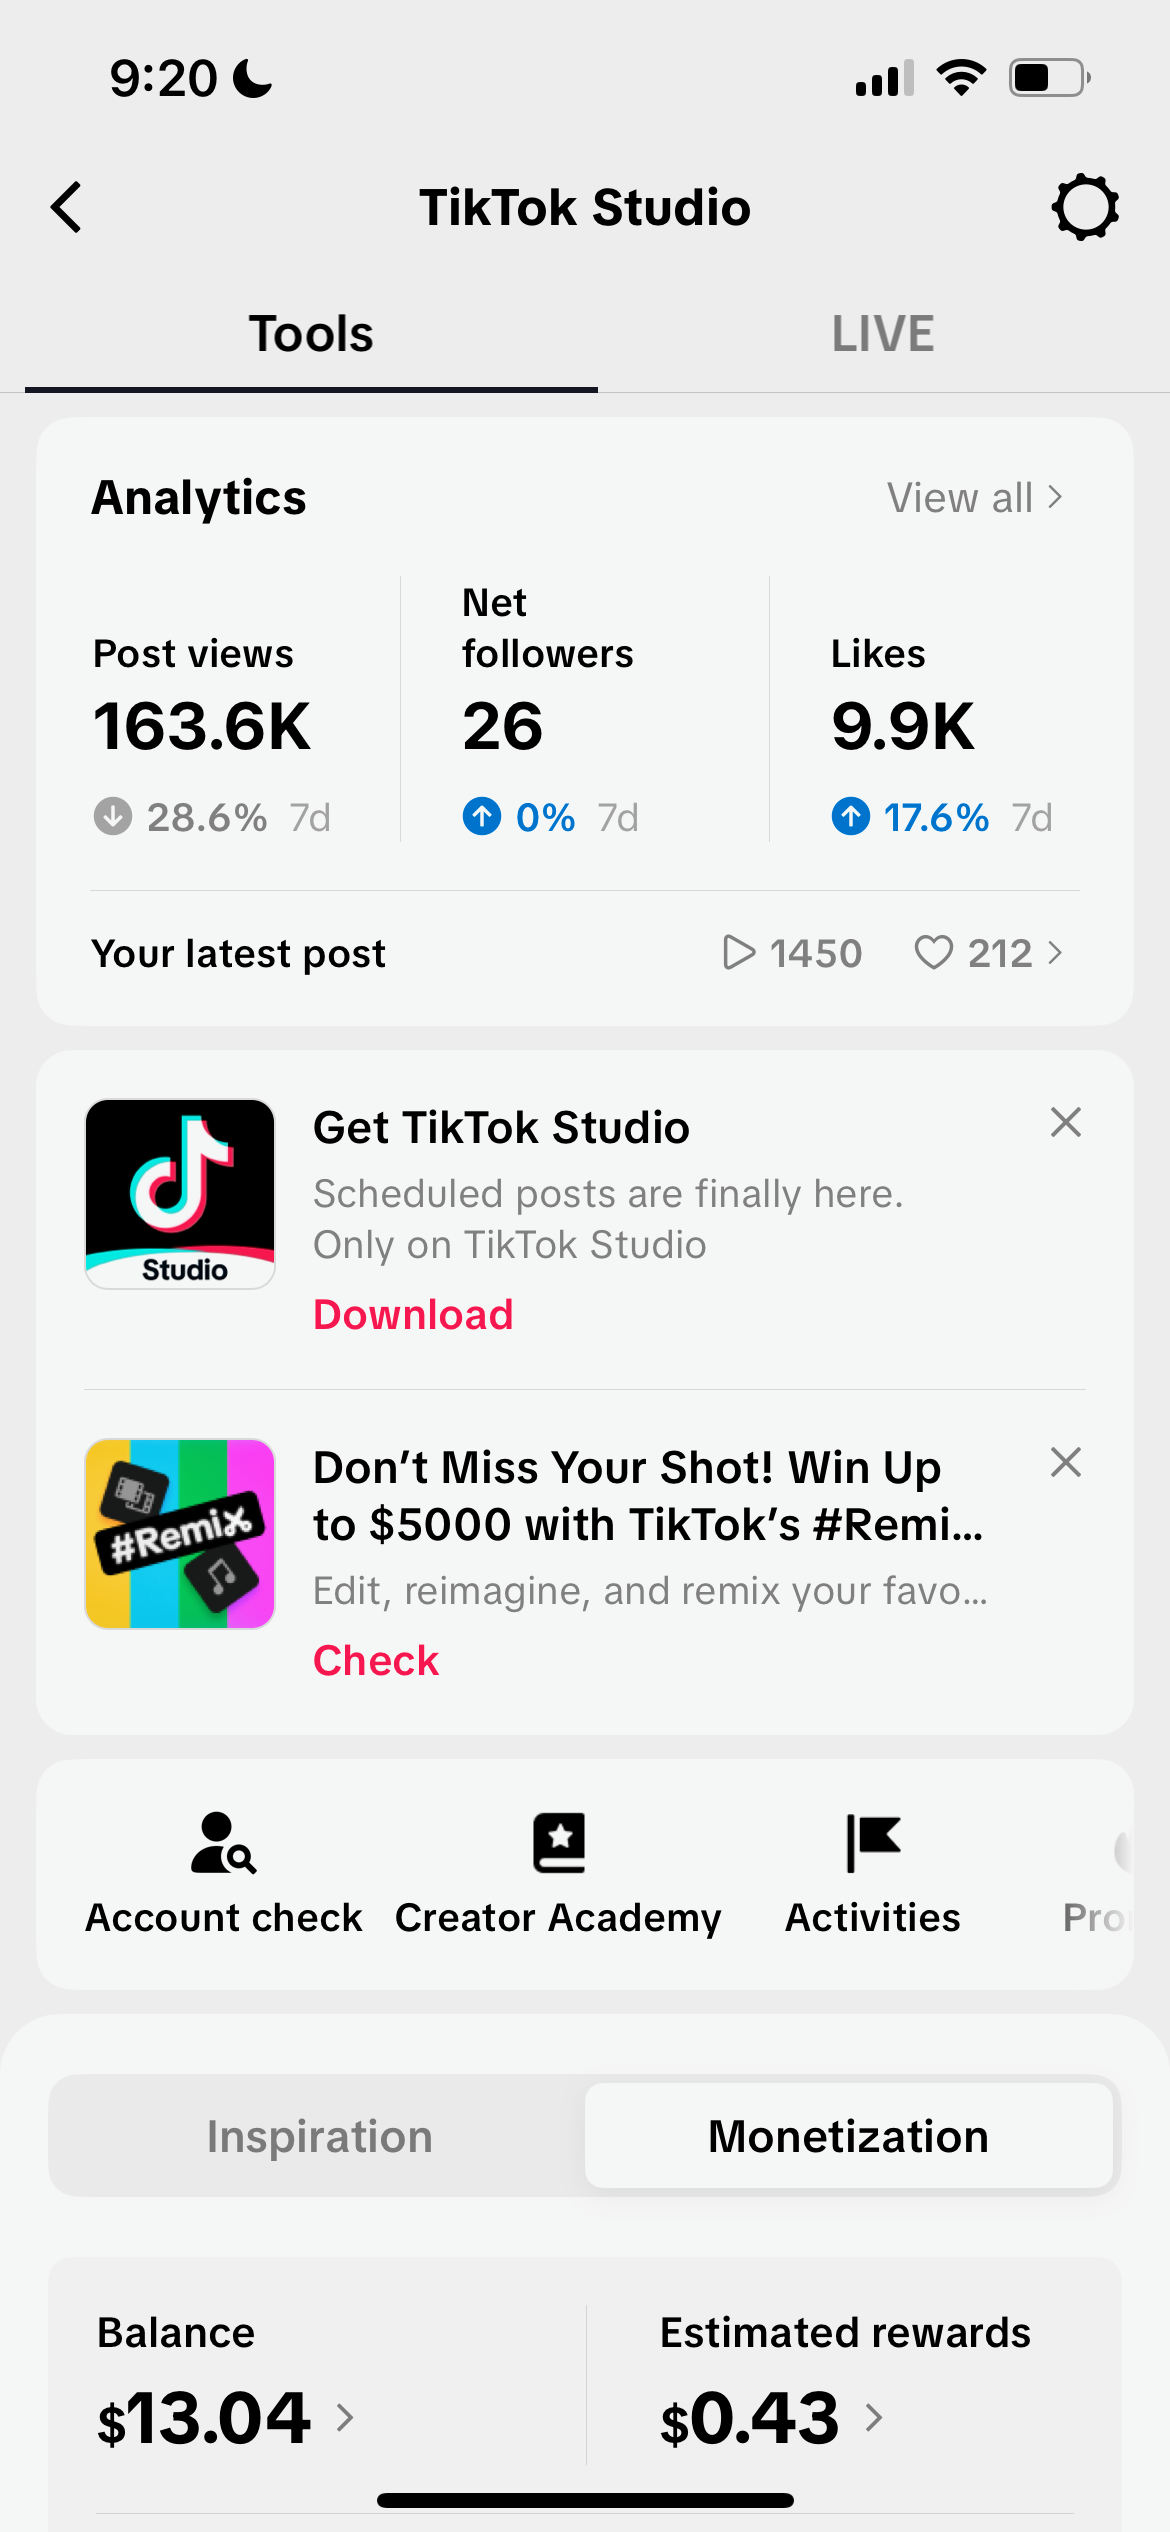 9:20
TikTok Studio
Tools
LIVE
Analytics
View all
Post views
163.6K
28.6% 7d
Net
followers
26
0% 7d
Likes
9.9K
17.6% 7d
Your latest post
1450
212
Studio
Get TikTok Studio
Scheduled posts are finally here.
Only on TikTok Studio
Download
#Remix
Don’t Miss Your Shot! Win Up
to $5000 with TikTok’s #Remi...
Edit, reimagine, and remix your favo...
Check
Account check
Creator Academy
Activities
Pro
Inspiration
Monetization
Balance
$13.04
Estimated rewards
$0.43